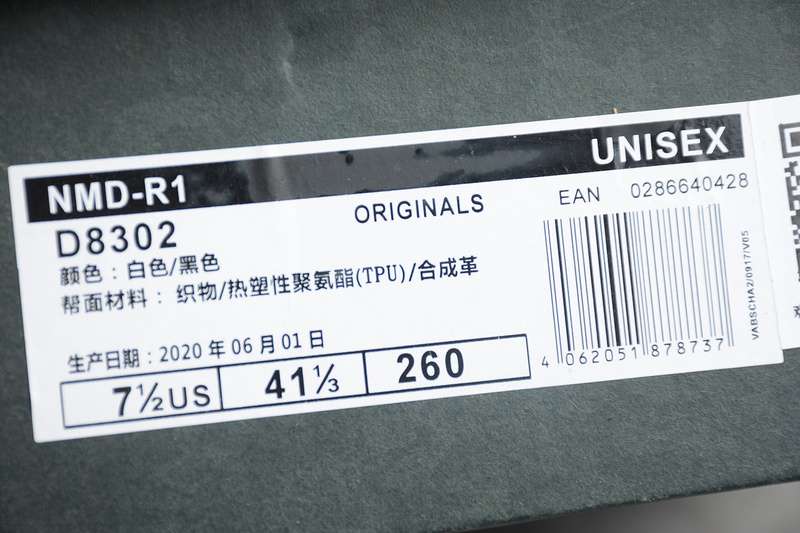 NMD-R1
UNISEX
D8302
ORIGINALS
EAN 0286640428
颜色：白色/黑色
帮面材料： 织物/热塑性聚氨酯(TPU)/合成革
生产日期：2020 年 06 月 01 日
7½US
41⅓
260
4 062051 878737
VABSCHA2/0917/V05